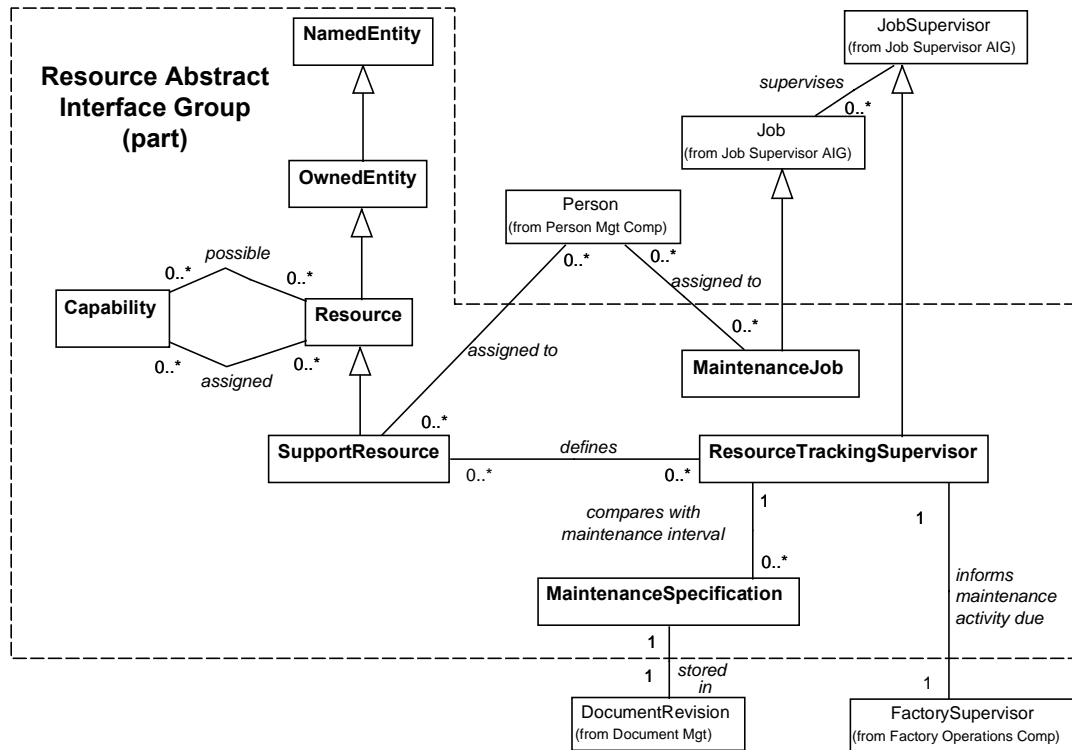 JobSupervisor
(from Job Supervisor AIG)
NamedEntity
Resource Abstract
Interface Group
(part)
supervises
0..*
Job
(from Job Supervisor AIG)
OwnedEntity
Person
(from Person Mgt Comp)
possible
0..*
0..*
0..*
0..*
assigned to
Capability
Resource
0..*
0..*
0..*
assigned
assigned to
MaintenanceJob
0..*
SupportResource
defines
ResourceTrackingSupervisor
0..*
0..*
1
1
compares with
maintenance interval
0..*
MaintenanceSpecification
informs
maintenance
activity due
1
1
stored
in
1
DocumentRevision
(from Document Mgt)
FactorySupervisor
(from Factory Operations Comp)